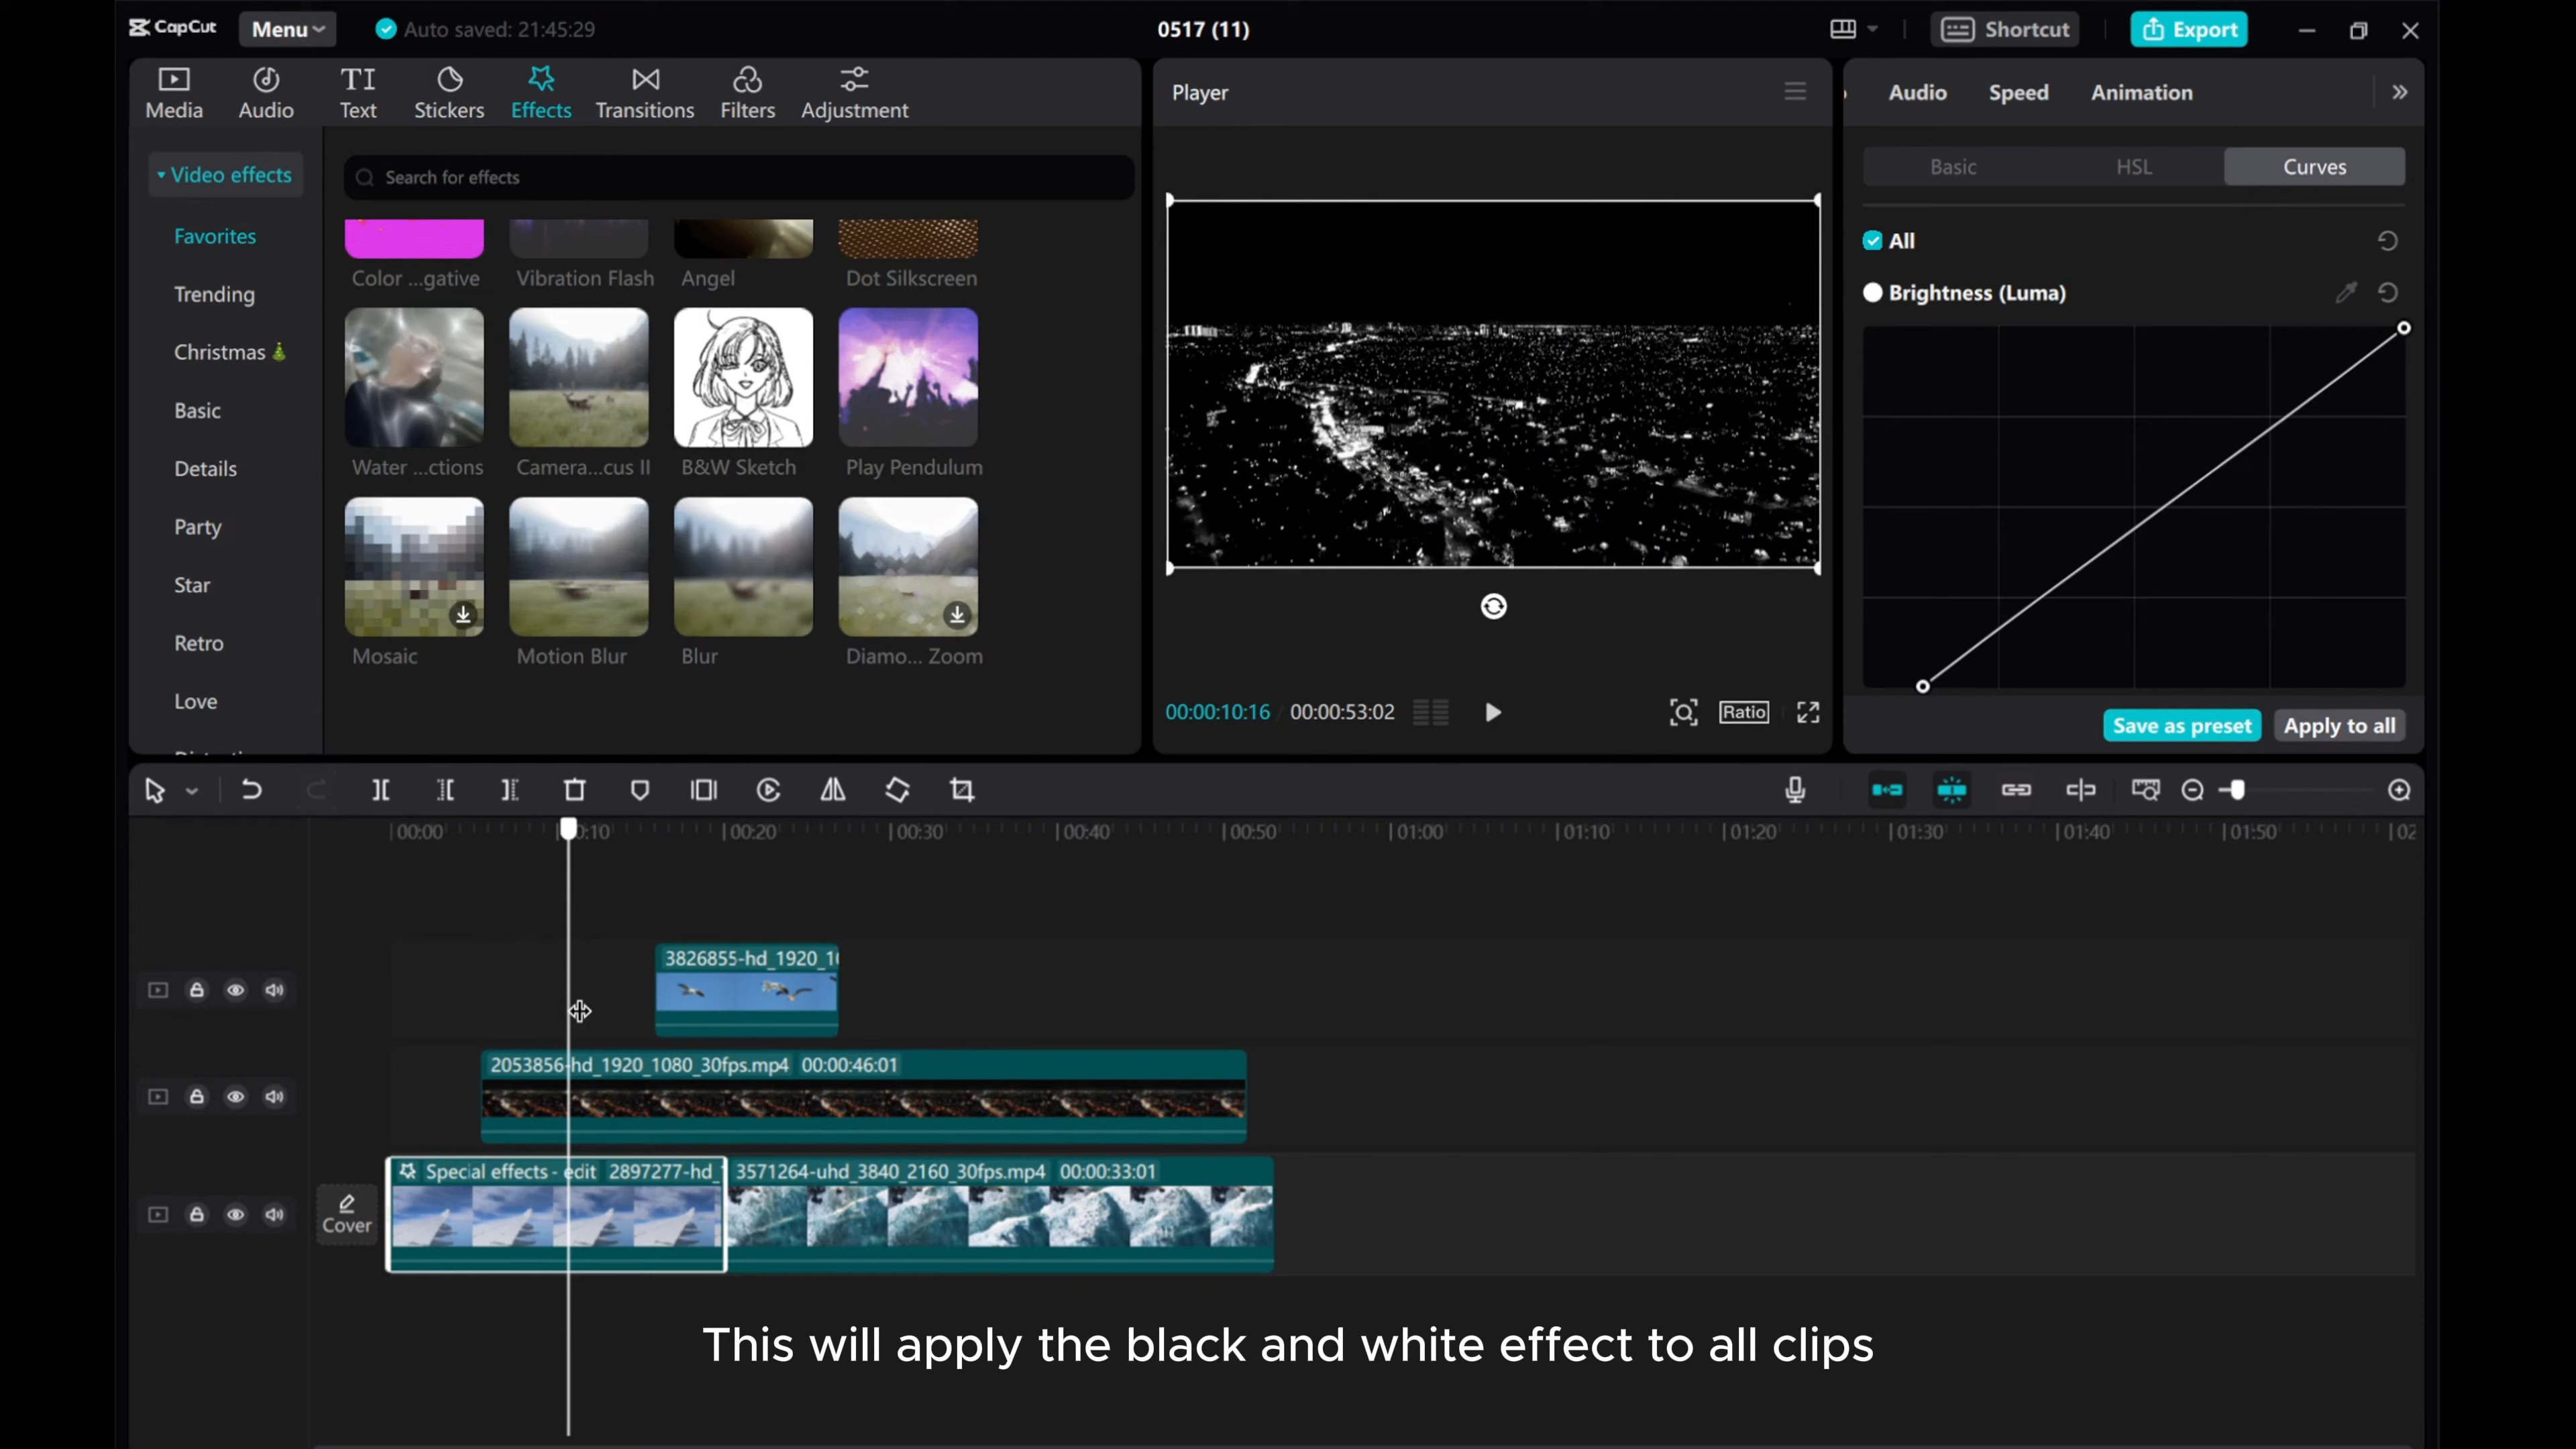 CapCut
Menu
Auto saved: 21:45:29
0517 (11)
Shortcut
Export
Media
Audio
TI
Text
Stickers
Effects
Transitions
Filters
Adjustment
Player
Audio
Speed
Animation
Video effects
Search for effects
Basic
HSL
Curves
Favorites
All
Color ...gative
Vibration Flash
Angel
Dot Silkscreen
Trending
Brightness (Luma)
Christmas
Basic
Water ...ctions
Camera...cus II
B&W Sketch
Play Pendulum
Details
Party
Star
Retro
Mosaic
Motion Blur
Blur
Diamo... Zoom
Love
00:00:10:16
00:00:53:02
Ratio
Save as preset
Apply to all
00:00
0:10
00:20
00:30
00:40
00:50
01:00
01:10
01:20
01:30
01:40
01:50
02
3826855-hd_1920_10
2053856-hd_1920_1080_30fps.mp4 00:00:46:01
Special effects - edit 2897277-hd_
3571264-uhd_3840_2160_30fps.mp4 00:00:33:01
Cover
This will apply the black and white effect to all clips